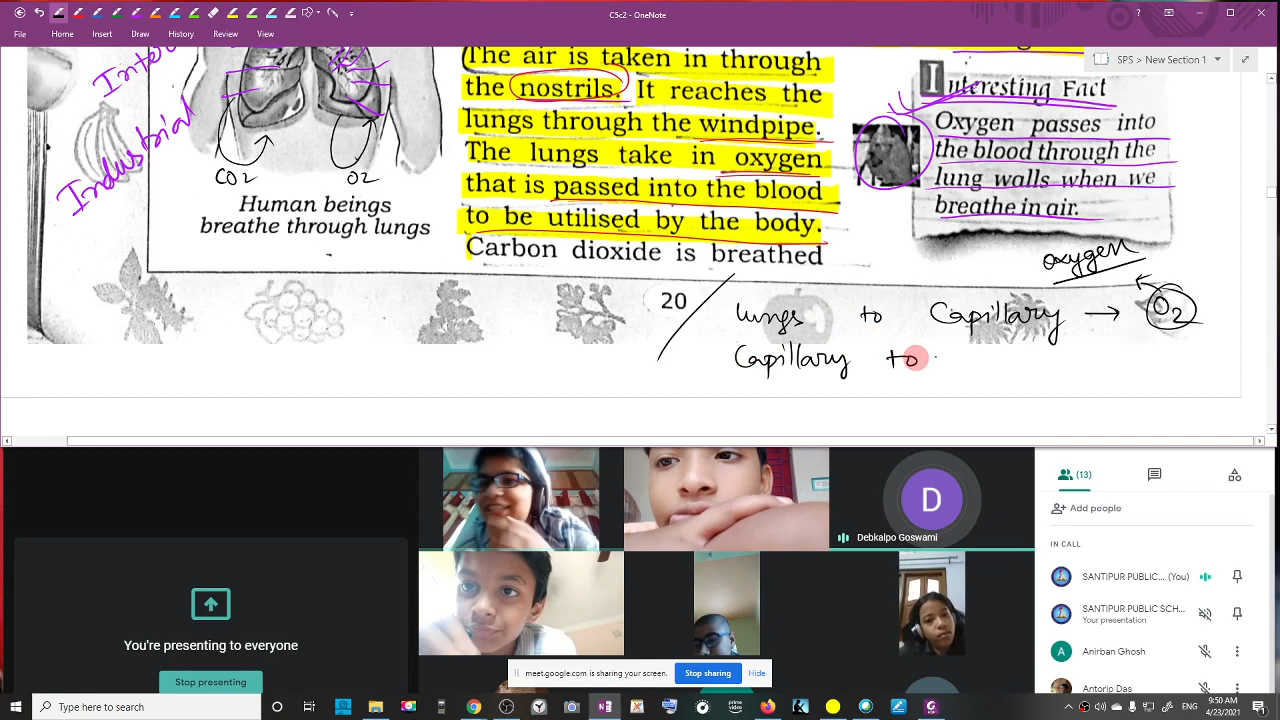 CSc2 - OneNote
File Home Insert Draw History Review View
SPS > New Section 1
Industrial
CO2
O2
Human beings
breathe through lungs
The air is taken in through
the nostrils. It reaches the
lungs through the windpipe.
The lungs take in oxygen
that is passed into the blood
to be utilised by the body.
Carbon dioxide is breathed
Interesting Fact
Oxygen passes into
the blood through the
lung walls when we
breathe in air.
20
oxygen
lungs to Capillary → O2
Capillary to
You're presenting to everyone
Stop presenting
D
Debkalpo Goswami
meet.google.com is sharing your screen.
Stop sharing
Hide
(13)
Add people
IN CALL
SANTIPUR PUBLIC... (You)
SANTIPUR PUBLIC SCH...
Your presentation
A
Anirban Ghosh
Antorip Das
Type here to search
prime video
9:50 AM
4/23/2021